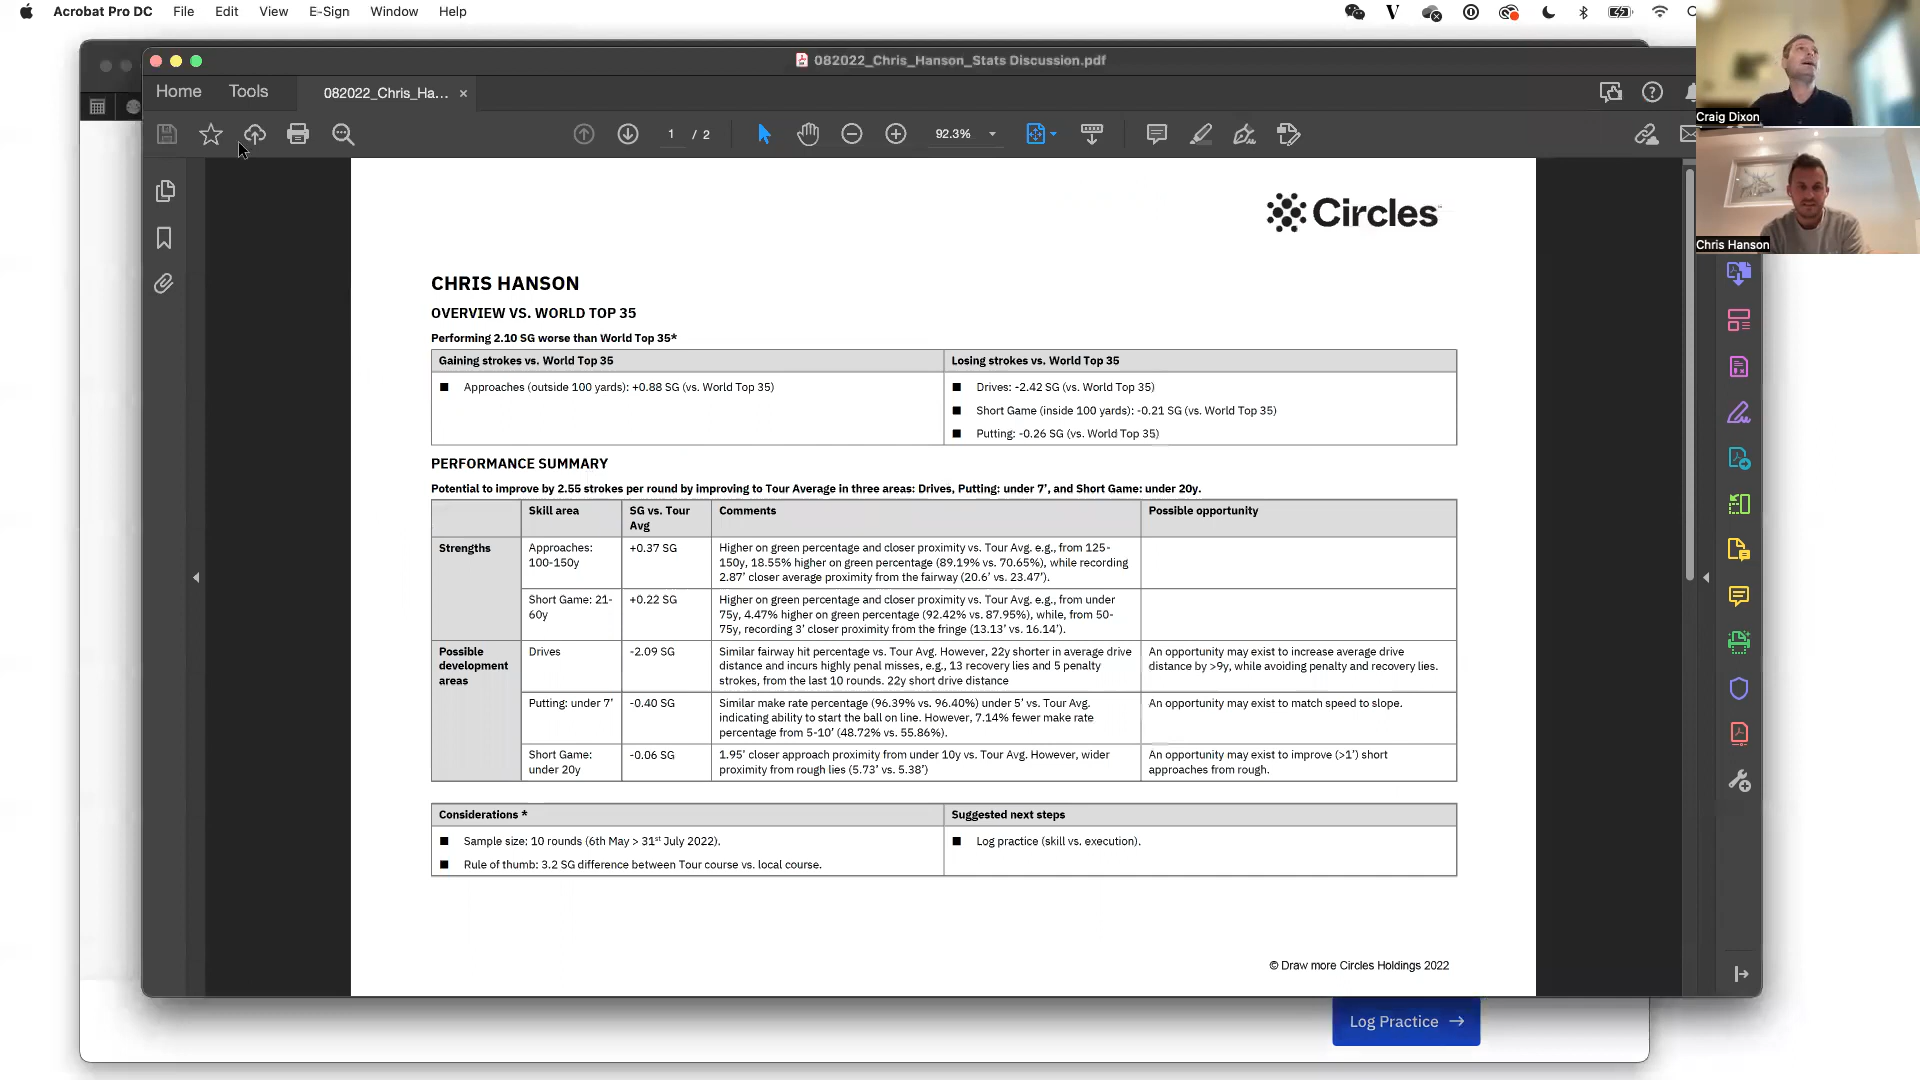 Acrobat Pro DC File Edit View E-Sign Window Help
082022_Chris_Hanson_Stats Discussion.pdf
Home Tools 082022_Chris_Ha... ×
1 / 2 92.3%
Craig Dixon
Chris Hanson
Circles
CHRIS HANSON
OVERVIEW VS. WORLD TOP 35
Performing 2.10 SG worse than World Top 35*
Gaining strokes vs. World Top 35
Losing strokes vs. World Top 35
■ Approaches (outside 100 yards): +0.88 SG (vs. World Top 35)
■ Drives: -2.42 SG (vs. World Top 35)
■ Short Game (inside 100 yards): -0.21 SG (vs. World Top 35)
■ Putting: -0.26 SG (vs. World Top 35)
PERFORMANCE SUMMARY
Potential to improve by 2.55 strokes per round by improving to Tour Average in three areas: Drives, Putting: under 7’, and Short Game: under 20y.
Skill area
SG vs. Tour
Avg
Comments
Possible opportunity
Strengths
Approaches:
100-150y
+0.37 SG
Higher on green percentage and closer proximity vs. Tour Avg. e.g., from 125-
150y, 18.55% higher on green percentage (89.19% vs. 70.65%), while recording
2.87’ closer average proximity from the fairway (20.6’ vs. 23.47’).
Short Game: 21-
60y
+0.22 SG
Higher on green percentage and closer proximity vs. Tour Avg. e.g., from under
75y, 4.47% higher on green percentage (92.42% vs. 87.95%), while, from 50-
75y, recording 3’ closer proximity from the fringe (13.13’ vs. 16.14’).
Possible
development
areas
Drives
-2.09 SG
Similar fairway hit percentage vs. Tour Avg. However, 22y shorter in average drive
distance and incurs highly penal misses, e.g., 13 recovery lies and 5 penalty
strokes, from the last 10 rounds. 22y short drive distance
An opportunity may exist to increase average drive
distance by >9y, while avoiding penalty and recovery lies.
Putting: under 7’
-0.40 SG
Similar make rate percentage (96.39% vs. 96.40%) under 5’ vs. Tour Avg.
indicating ability to start the ball on line. However, 7.14% fewer make rate
percentage from 5-10’ (48.72% vs. 55.86%).
An opportunity may exist to match speed to slope.
Short Game:
under 20y
-0.06 SG
1.95’ closer approach proximity from under 10y vs. Tour Avg. However, wider
proximity from rough lies (5.73’ vs. 5.38’)
An opportunity may exist to improve (>1’) short
approaches from rough.
Considerations *
Suggested next steps
■ Sample size: 10 rounds (6th May > 31st July 2022).
■ Rule of thumb: 3.2 SG difference between Tour course vs. local course.
■ Log practice (skill vs. execution).
© Draw more Circles Holdings 2022
Log Practice →